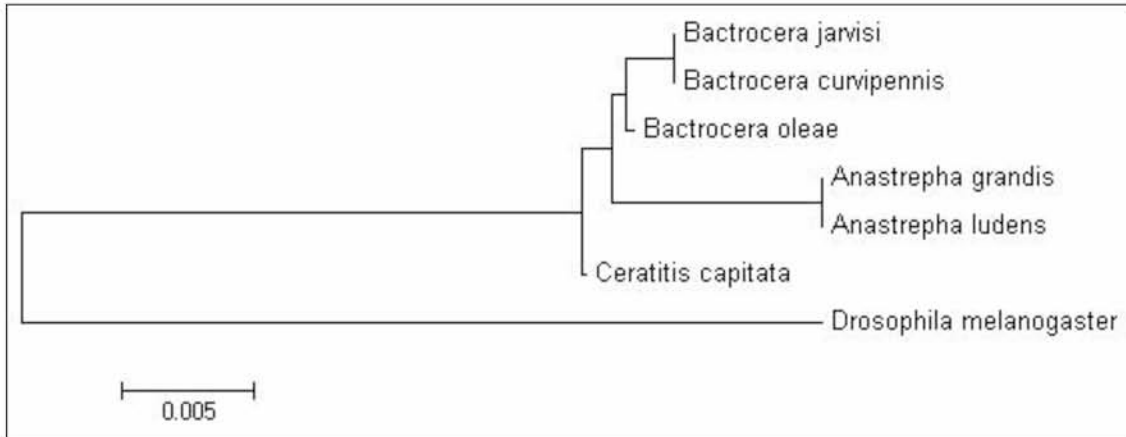 Bactrocera jarvisi
Bactrocera curvipennis
Bactrocera oleae
Anastrepha grandis
Anastrepha ludens
Ceratitis capitata
Drosophila melanogaster
0.005